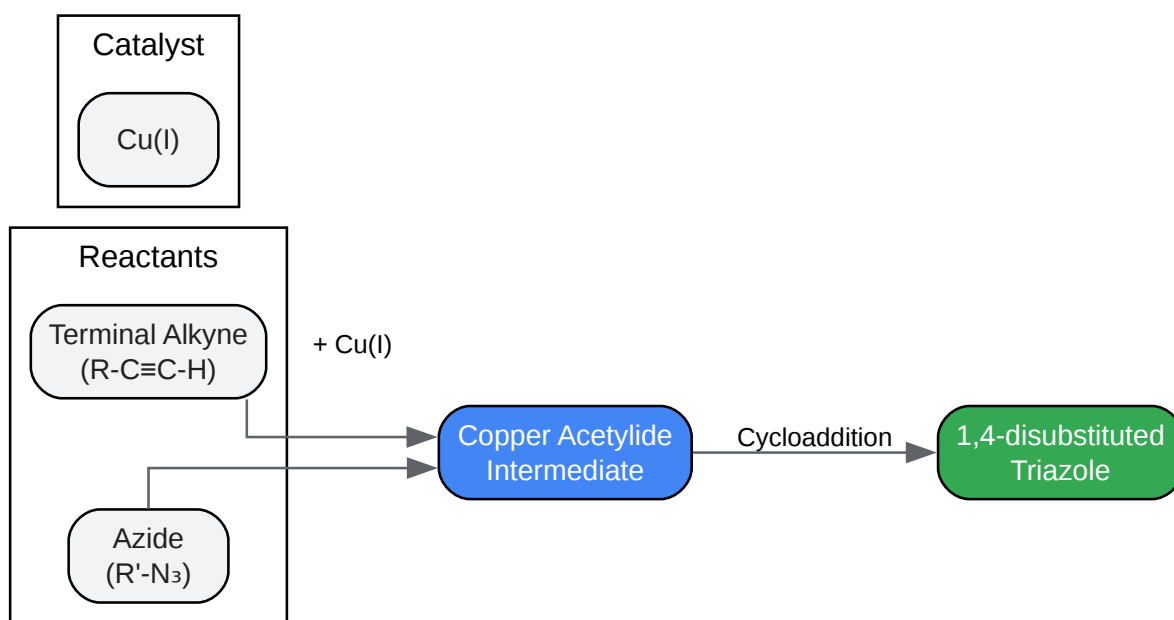 Catalyst
Cu(I)
Reactants
Terminal Alkyne
(R-C≡C-H)
+ Cu(I)
Copper Acetylide
Intermediate
Cycloaddition
1,4-disubstituted
Triazole
Azide
(R'-N₃)